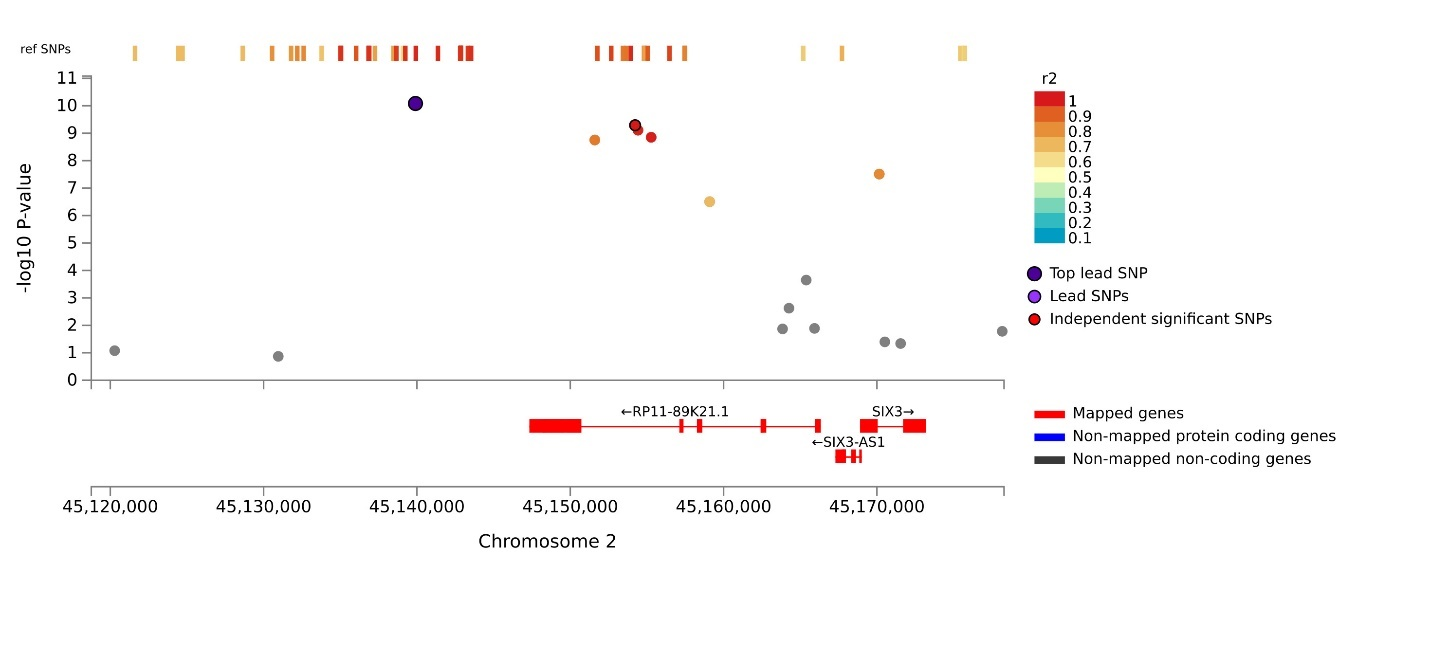 ref SNPs
r2
11
10
9
8
7
6
5
4
3
2
1
0
-log10 P-value
1
0.9
0.8
0.7
0.6
0.5
0.4
0.3
0.2
0.1
Top lead SNP
Lead SNPs
Independent significant SNPs
←RP11-89K21.1
SIX3→
←SIX3-AS1
Mapped genes
Non-mapped protein coding genes
Non-mapped non-coding genes
45,120,000 45,130,000 45,140,000 45,150,000 45,160,000 45,170,000
Chromosome 2